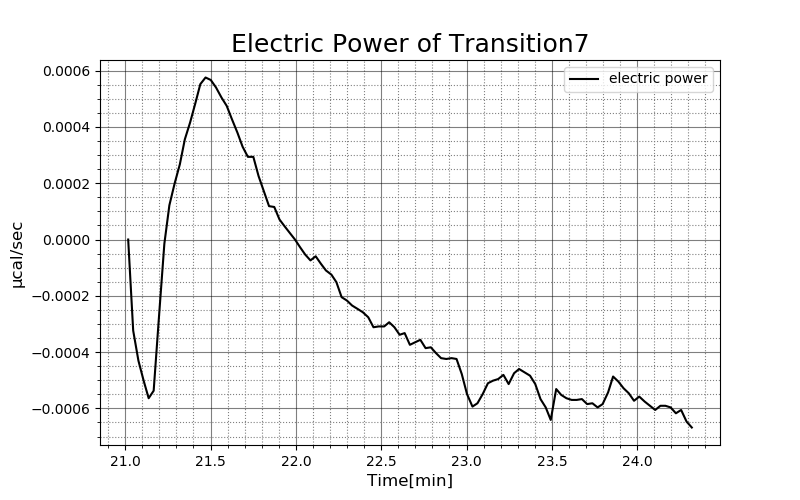 Electric Power of Transition7
electric power
0.0006
0.0004
0.0002
0.0000
−0.0002
−0.0004
−0.0006
μcal/sec
21.0 21.5 22.0 22.5 23.0 23.5 24.0
Time[min]